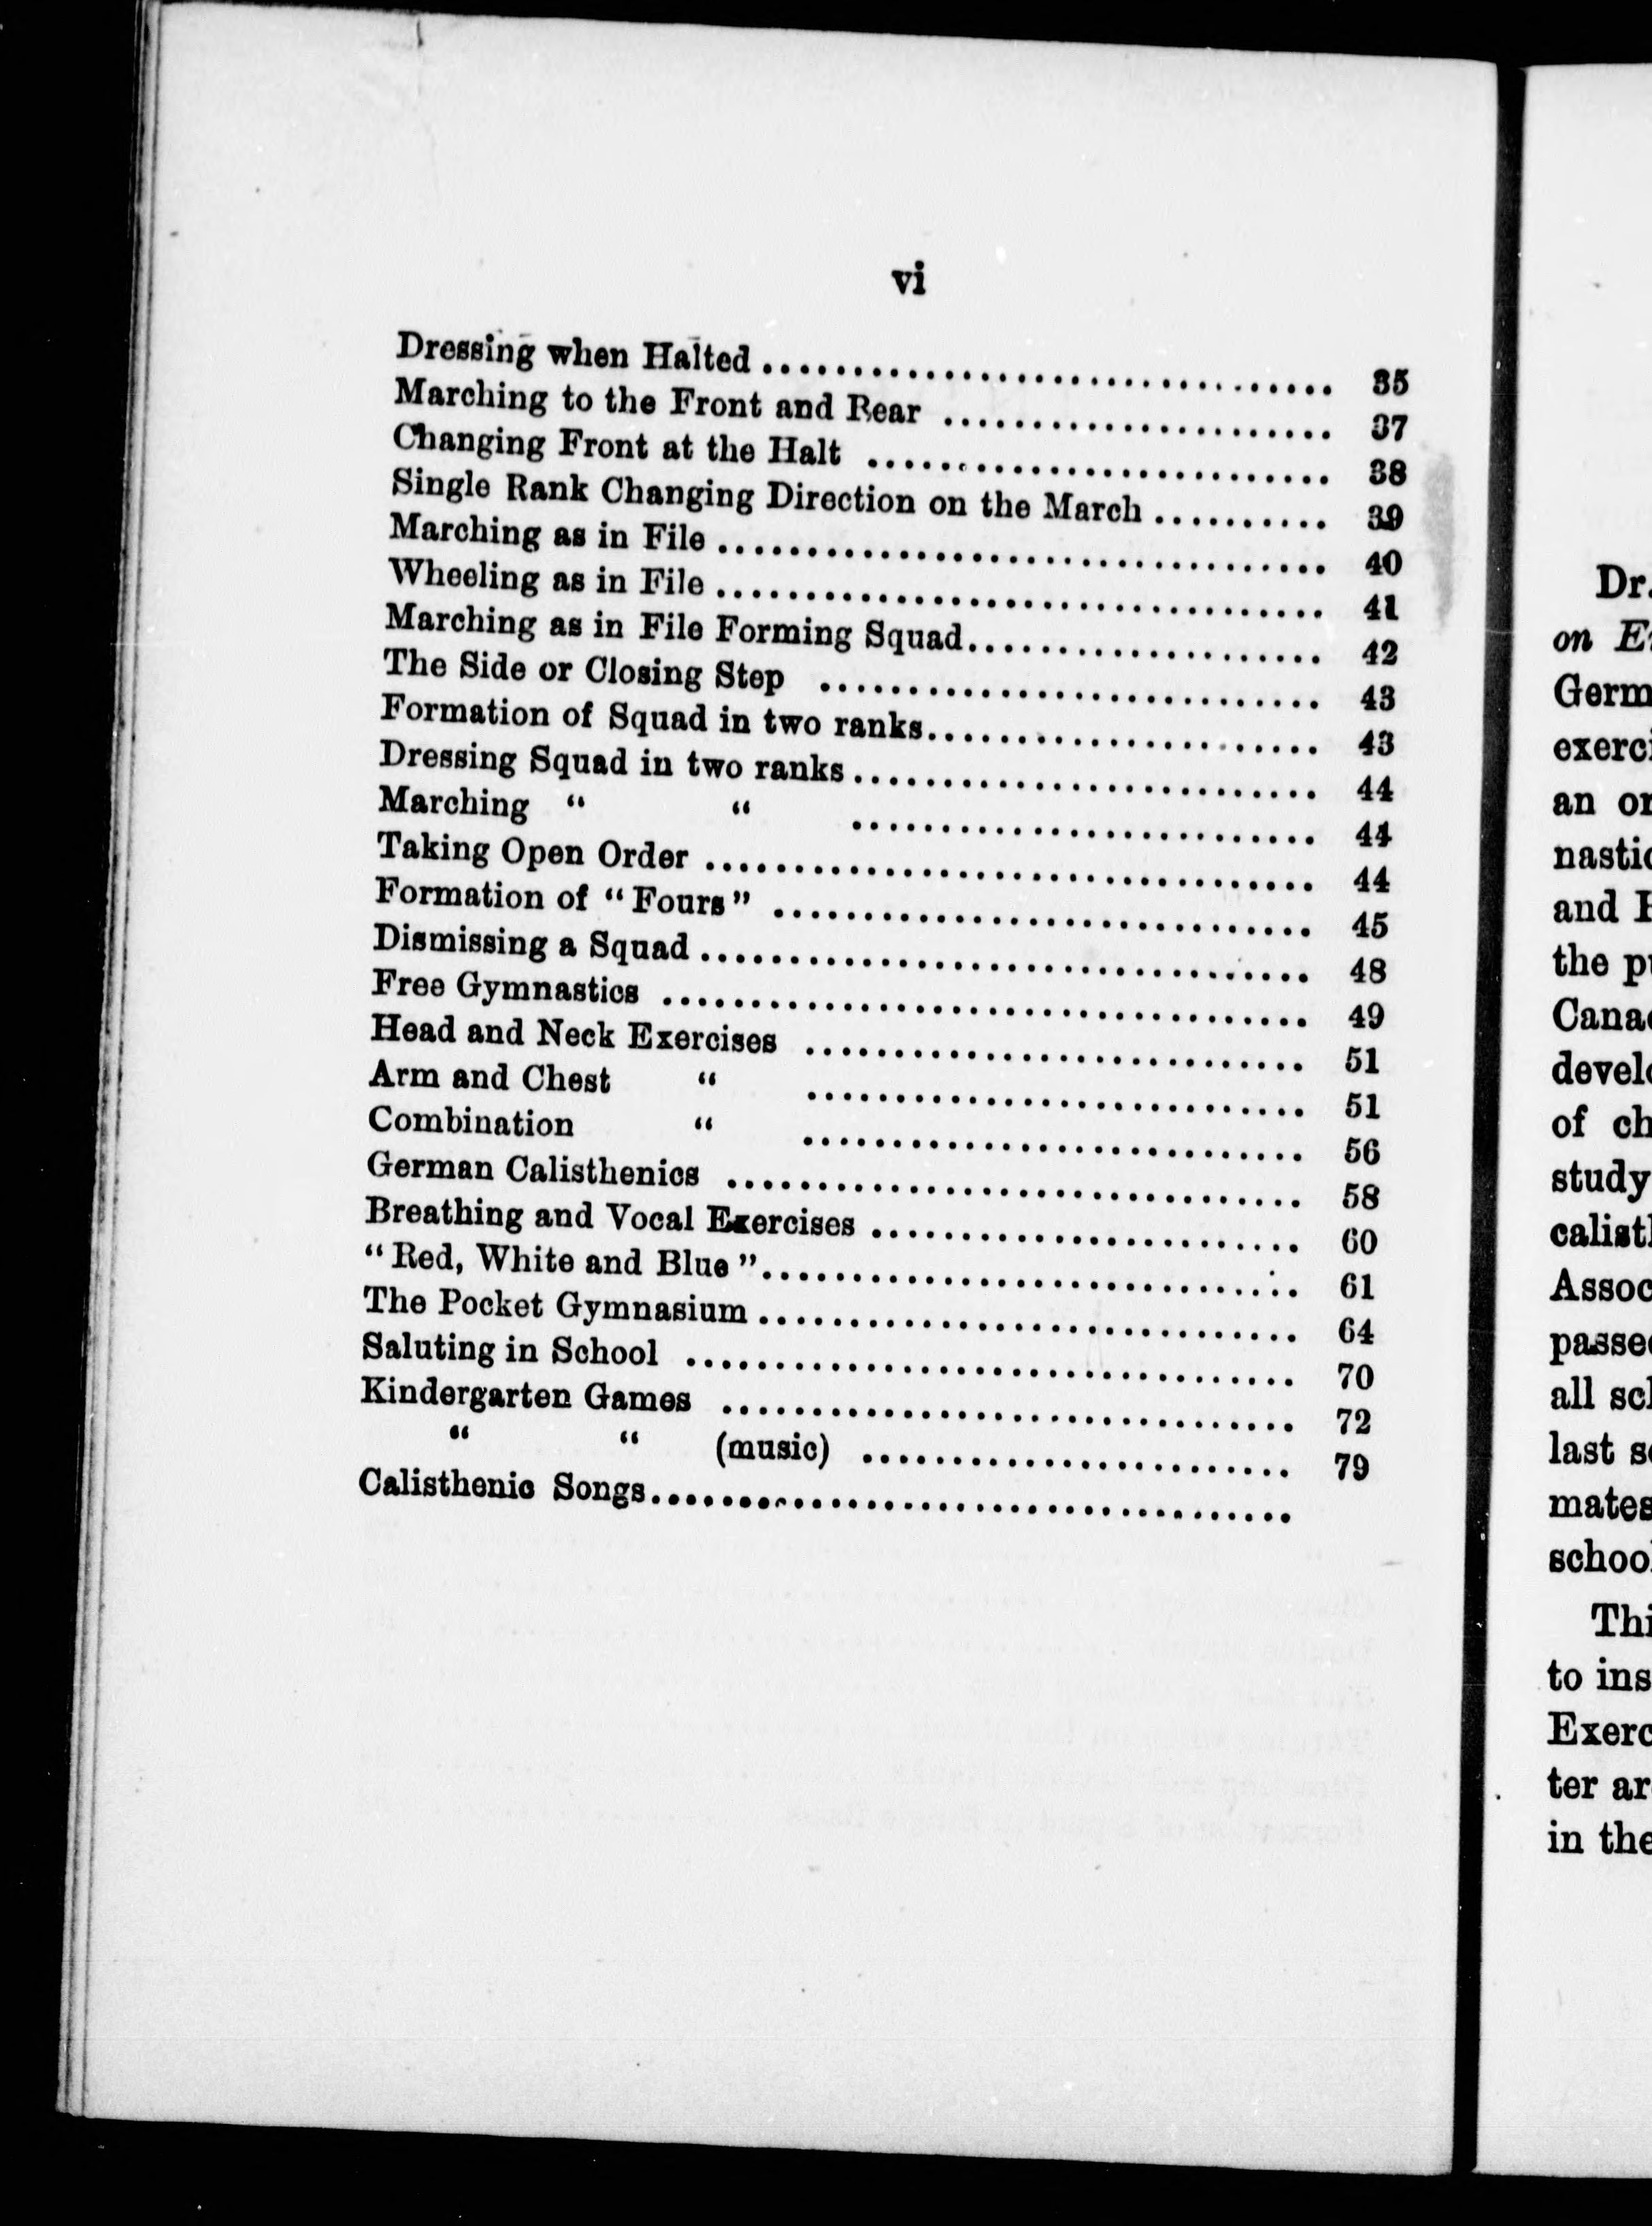 vi
Dressing when Halted .................................. 35
Marching to the Front and Rear ...................... 37
Changing Front at the Halt .......................... 38
Single Rank Changing Direction on the March .......... 39
Marching as in File .................................. 40
Wheeling as in File .................................. 41
Marching as in File Forming Squad.................... 42
The Side or Closing Step ............................ 43
Formation of Squad in two ranks...................... 43
Dressing Squad in two ranks.......................... 44
Marching “ “ .......................... 44
Taking Open Order .................................. 44
Formation of “Fours” .............................. 45
Dismissing a Squad .................................. 48
Free Gymnastics .................................... 49
Head and Neck Exercises ............................ 51
Arm and Chest “ ............................ 51
Combination “ ............................ 56
German Calisthenics ................................ 58
Breathing and Vocal Exercises ........................ 60
“Red, White and Blue”.............................. 61
The Pocket Gymnasium .............................. 64
Saluting in School .................................. 70
Kindergarten Games ................................ 72
“ “ (music) ........................ 79
Calisthenic Songs....................................
Dr.
on E
Germ
exerci
an or
nastic
and
the pu
Cana
develo
of ch
study
calisth
Assoc
passe
all sch
last s
mates
school
Thi
to ins
Exerc
ter ar
in the